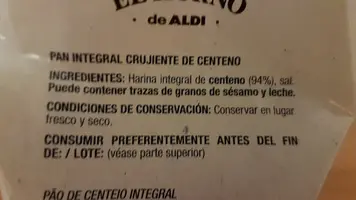 EL HORNO
· de ALDI ·
PAN INTEGRAL CRUJIENTE DE CENTENO
INGREDIENTES: Harina integral de centeno (94%), sal.
Puede contener trazas de granos de sésamo y leche.
CONDICIONES DE CONSERVACIÓN: Conservar en lugar
fresco y seco.
CONSUMIR PREFERENTEMENTE ANTES DEL FIN
DE: / LOTE: (véase parte superior)
PÃO DE CENTEIO INTEGRAL